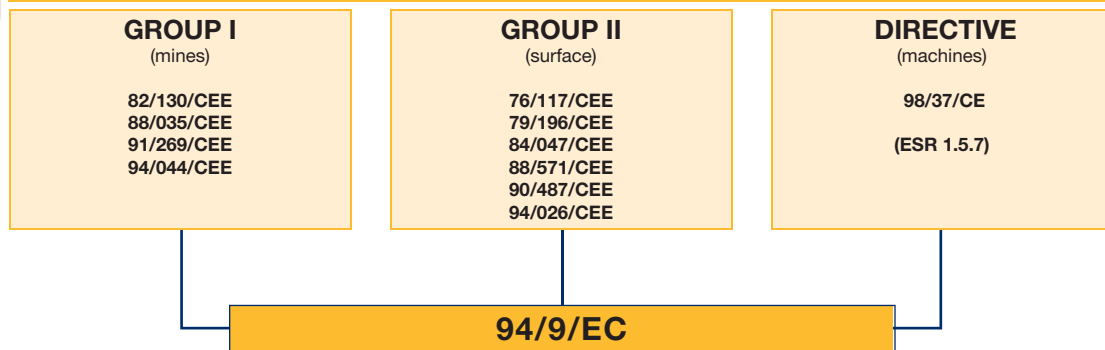 GROUP I
(mines)
82/130/CEE
88/035/CEE
91/269/CEE
94/044/CEE
GROUP II
(surface)
76/117/CEE
79/196/CEE
84/047/CEE
88/571/CEE
90/487/CEE
94/026/CEE
DIRECTIVE
(machines)
98/37/CE
(ESR 1.5.7)
94/9/EC